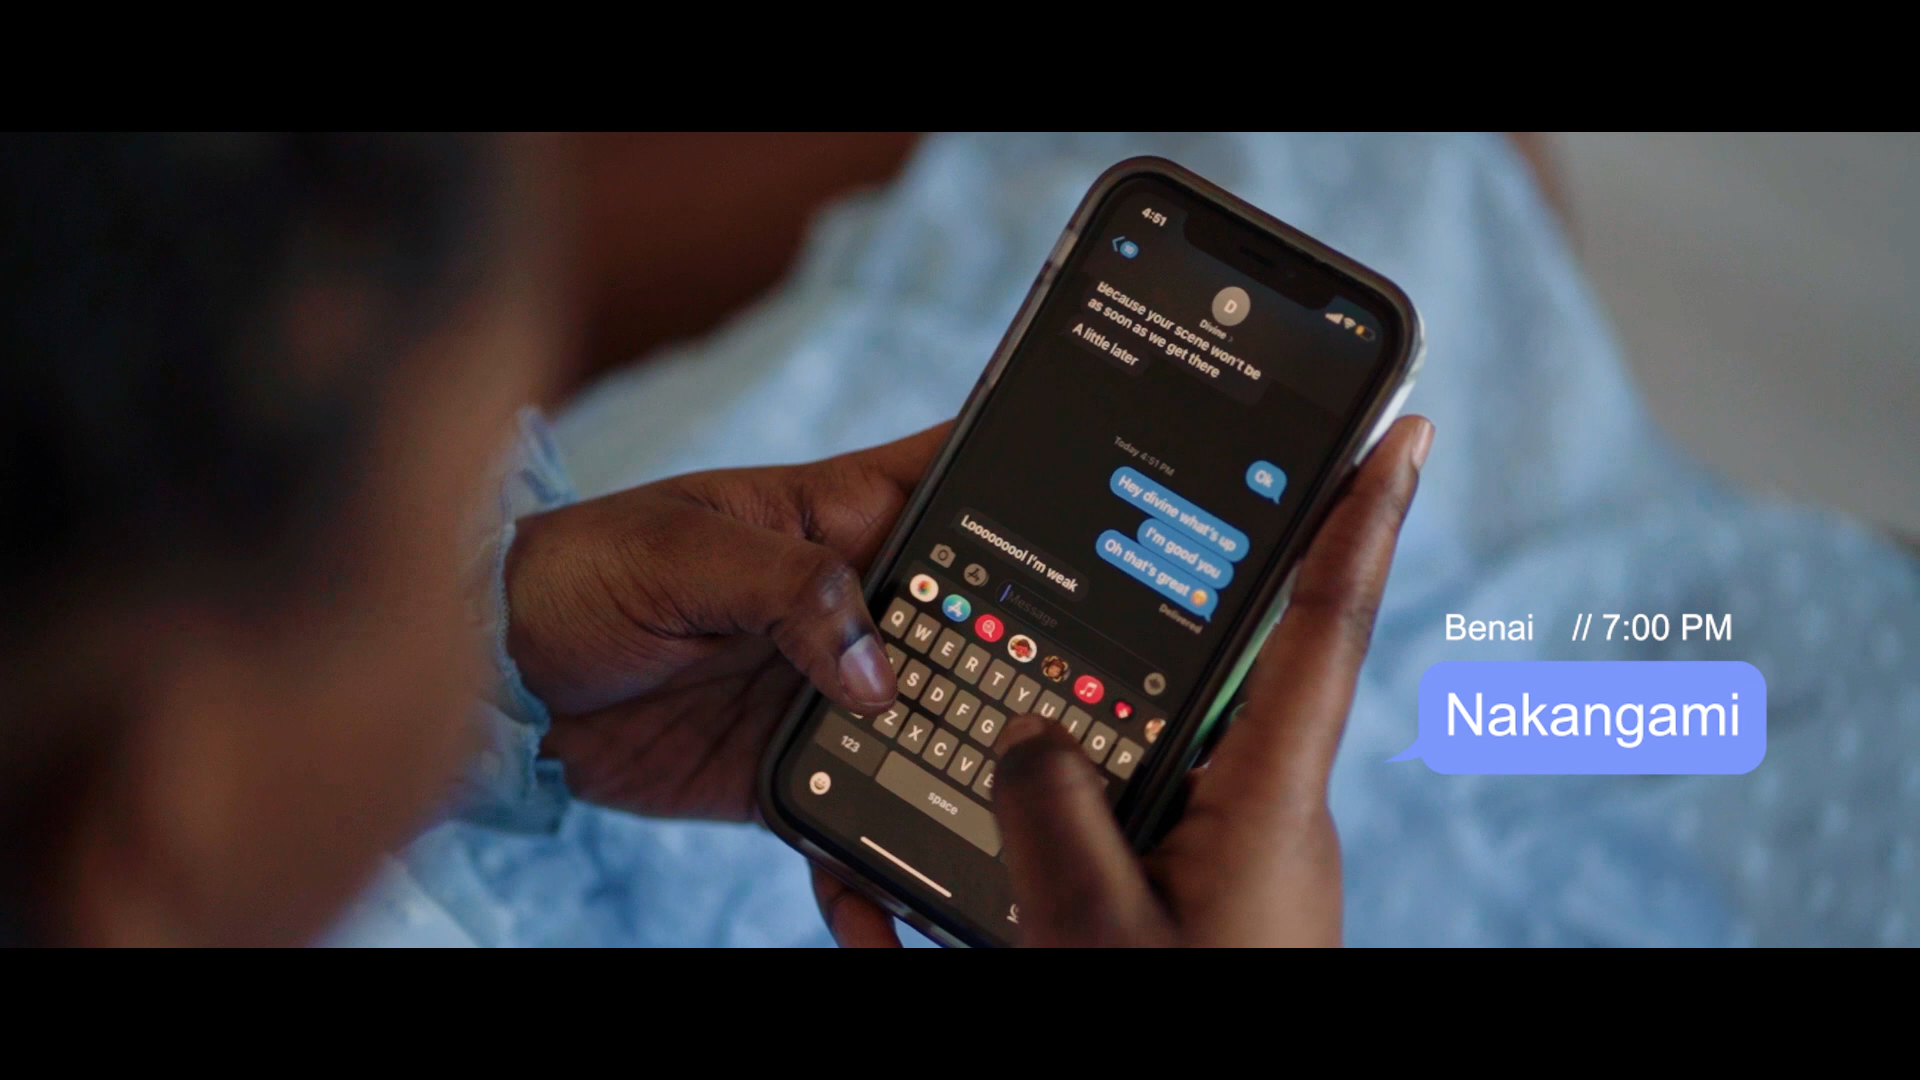 4:51
D
Divine
Because your scene won't be
as soon as we get there
A little later
Ok
Today 4:51 PM
Hey divine what's up
I'm good you
Oh that's great
Delivered
Looooooool I'm weak
Message
Q W E R T Y U I O P
S D F G
Z X C V
123
space
Benai // 7:00 PM
Nakangami